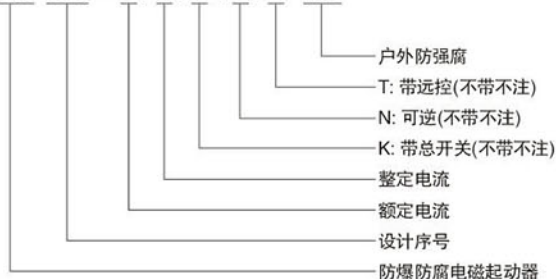 户外防强腐
T: 带远控(不带不注)
N: 可逆(不带不注)
K: 带总开关(不带不注)
整定电流
额定电流
设计序号
防爆防腐电磁起动器